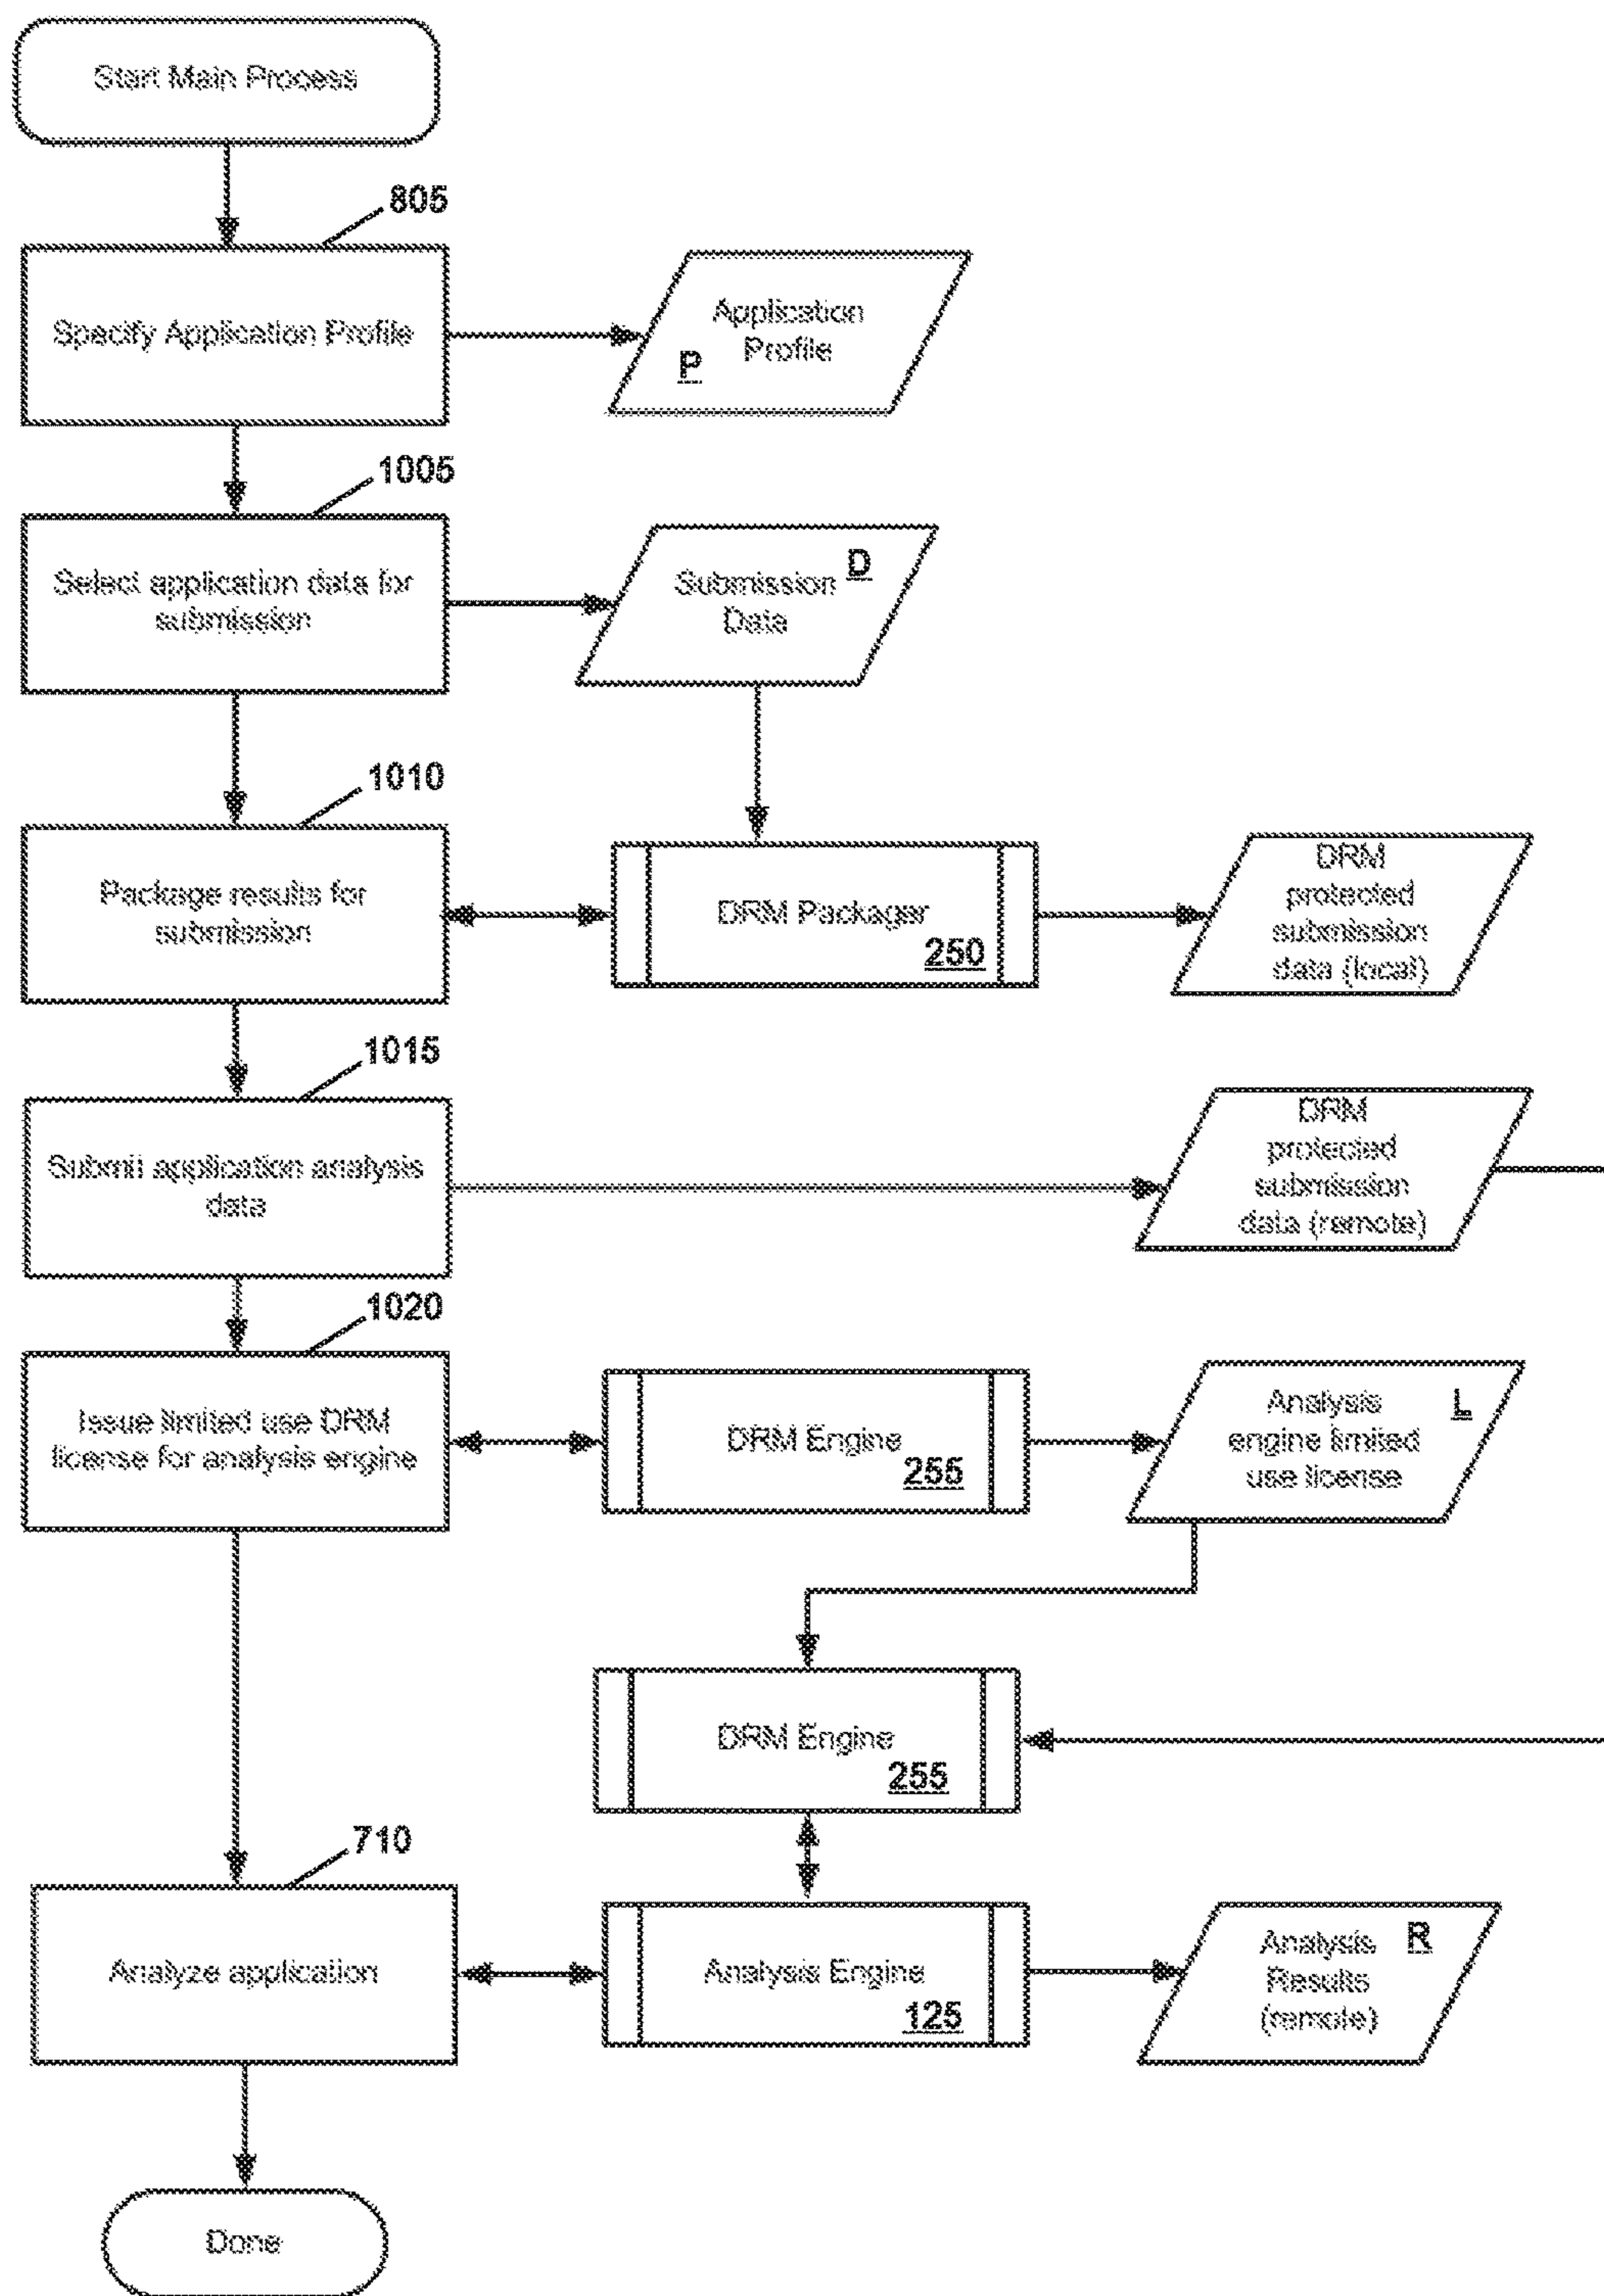 Start Main Process
805
Specify Application Profile
Application
Profile
P
1005
Select application data for
submission
D
Submission
Data
1010
Package results for
submission
DRM Packager
250
DRM
protected
submission
data (local)
1015
Submit application analysis
data
DRM
protected
submission
data (remote)
1020
Issue limited use DRM
license for analysis engine
DRM Engine
255
L
Analysis
engine limited
use license
DRM Engine
255
710
Analyze application
Analysis Engine
125
R
Analysis
Results
(remote)
Done